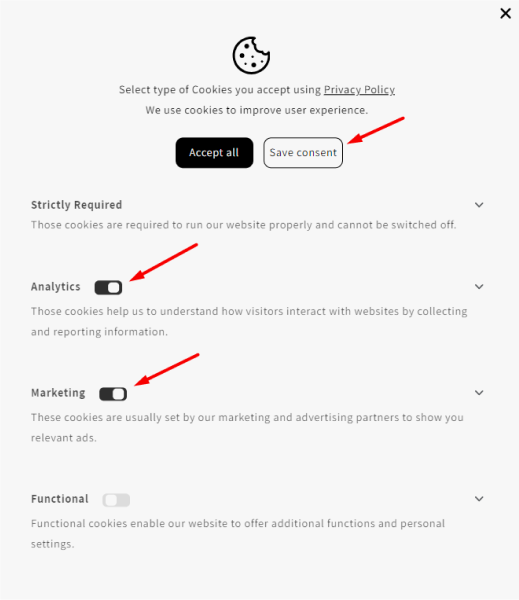 Select type of Cookies you accept using Privacy Policy
We use cookies to improve user experience.
Accept all
Save consent
Strictly Required
Those cookies are required to run our website properly and cannot be switched off.
Analytics
Those cookies help us to understand how visitors interact with websites by collecting
and reporting information.
Marketing
These cookies are usually set by our marketing and advertising partners to show you
relevant ads.
Functional
Functional cookies enable our website to offer additional functions and personal
settings.